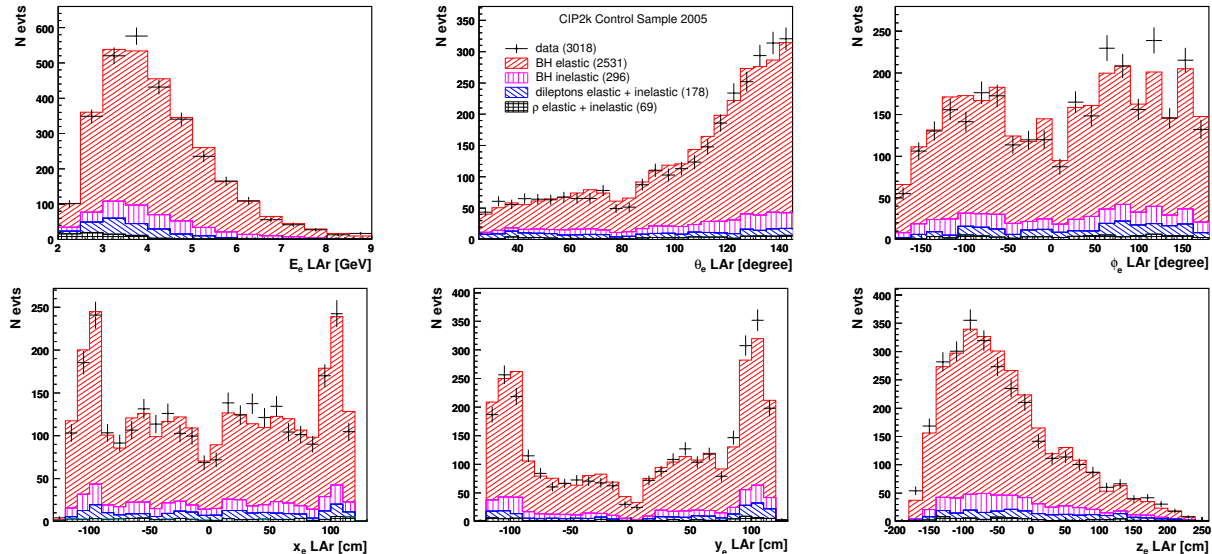 N evts
600
500
400
300
200
100
0
2 3 4 5 6 7 8 9
E_e LAr [GeV]
N evts
350
300
250
200
150
100
50
0
40 60 80 100 120 140
θ_e LAr [degree]
CIP2k Control Sample 2005
data (3018)
BH elastic (2531)
BH inelastic (296)
dileptons elastic + inelastic (178)
ρ elastic + inelastic (69)
N evts
250
200
150
100
50
0
-150 -100 -50 0 50 100 150
ϕ_e LAr [degree]
N evts
250
200
150
100
50
0
-100 -50 0 50 100
x_e LAr [cm]
N evts
400
350
300
250
200
150
100
50
0
-100 -50 0 50 100
y_e LAr [cm]
N evts
400
350
300
250
200
150
100
50
0
-200 -150 -100 -50 0 50 100 150 200 250
z_e LAr [cm]